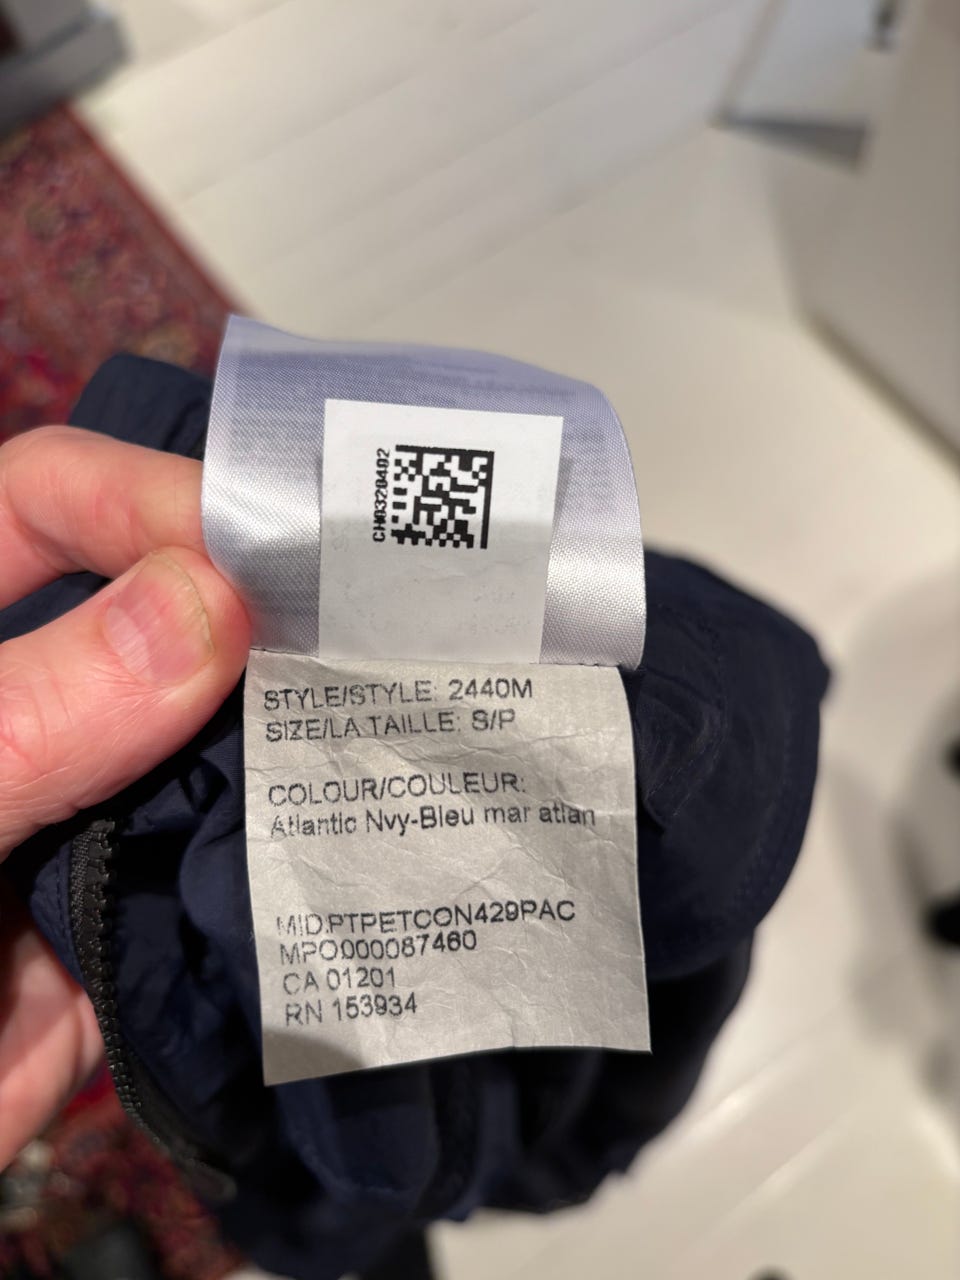 CH0320402
STYLE/STYLE: 2440M
SIZE/LA TAILLE: S/P
COLOUR/COULEUR:
Atlantic Nvy-Bleu mar atlan
MID:PTPETCON429PAC
MPO000087460
CA 01201
RN 153934